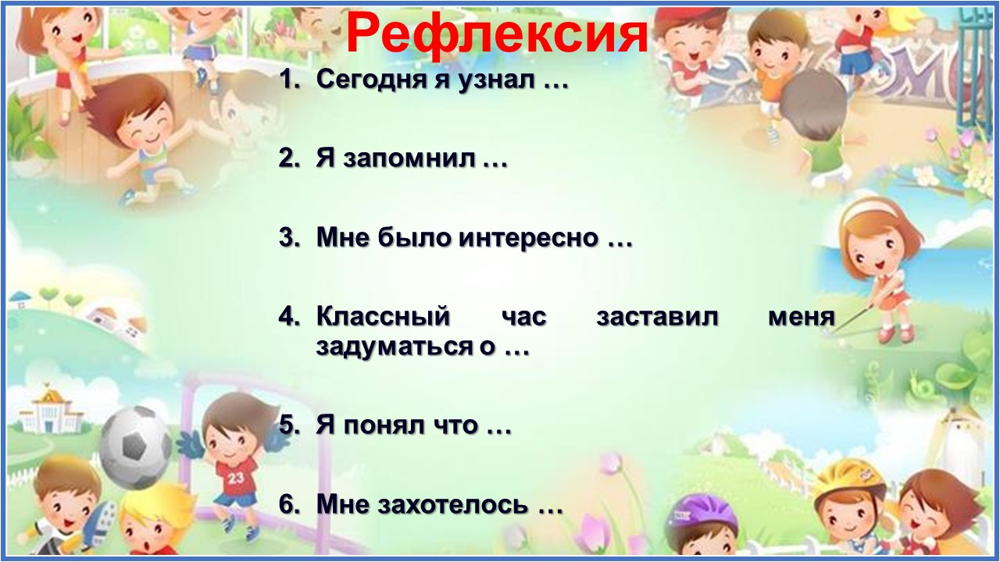 Рефлексия
1. Сегодня я узнал …
2. Я запомнил …
3. Мне было интересно …
4. Классный час заставил меня
задуматься о …
5. Я понял что …
6. Мне захотелось …
23